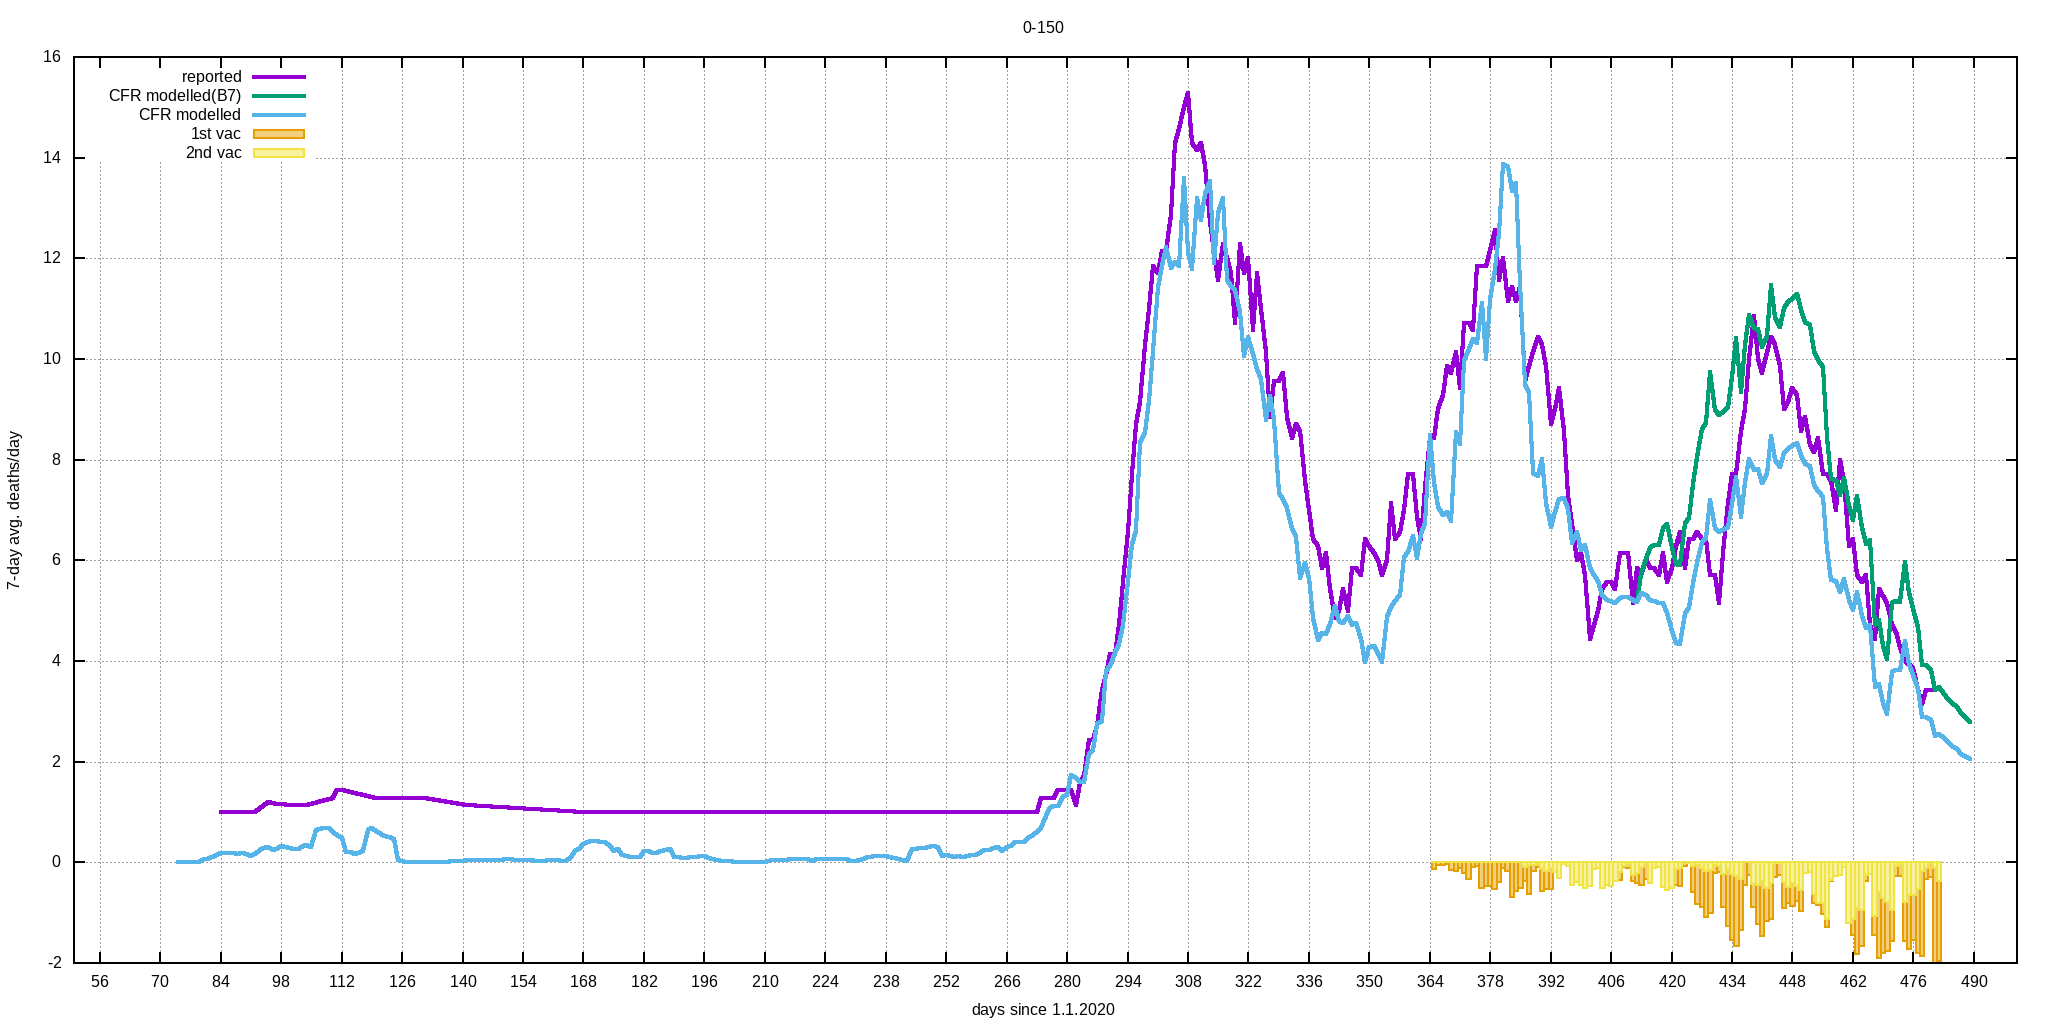 0-150
16
14
12
10
8
6
4
2
0
-2
7-day avg. deaths/day
reported
CFR modelled(B7)
CFR modelled
1st vac
2nd vac
56 70 84 98 112 126 140 154 168 182 196 210 224 238 252 266 280 294 308 322 336 350 364 378 392 406 420 434 448 462 476 490
days since 1.1.2020